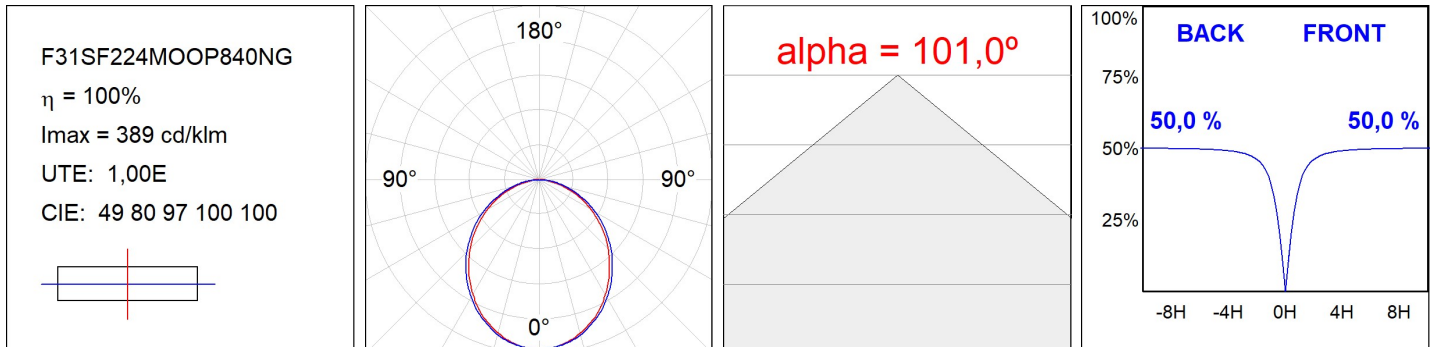 F31SF224MOOP840NG
η = 100%
Imax = 389 cd/klm
UTE: 1,00E
CIE: 49 80 97 100 100
180°
90°
90°
0°
alpha = 101,0º
100%
BACK FRONT
75%
50,0 % 50,0 %
50%
25%
-8H -4H 0H 4H 8H